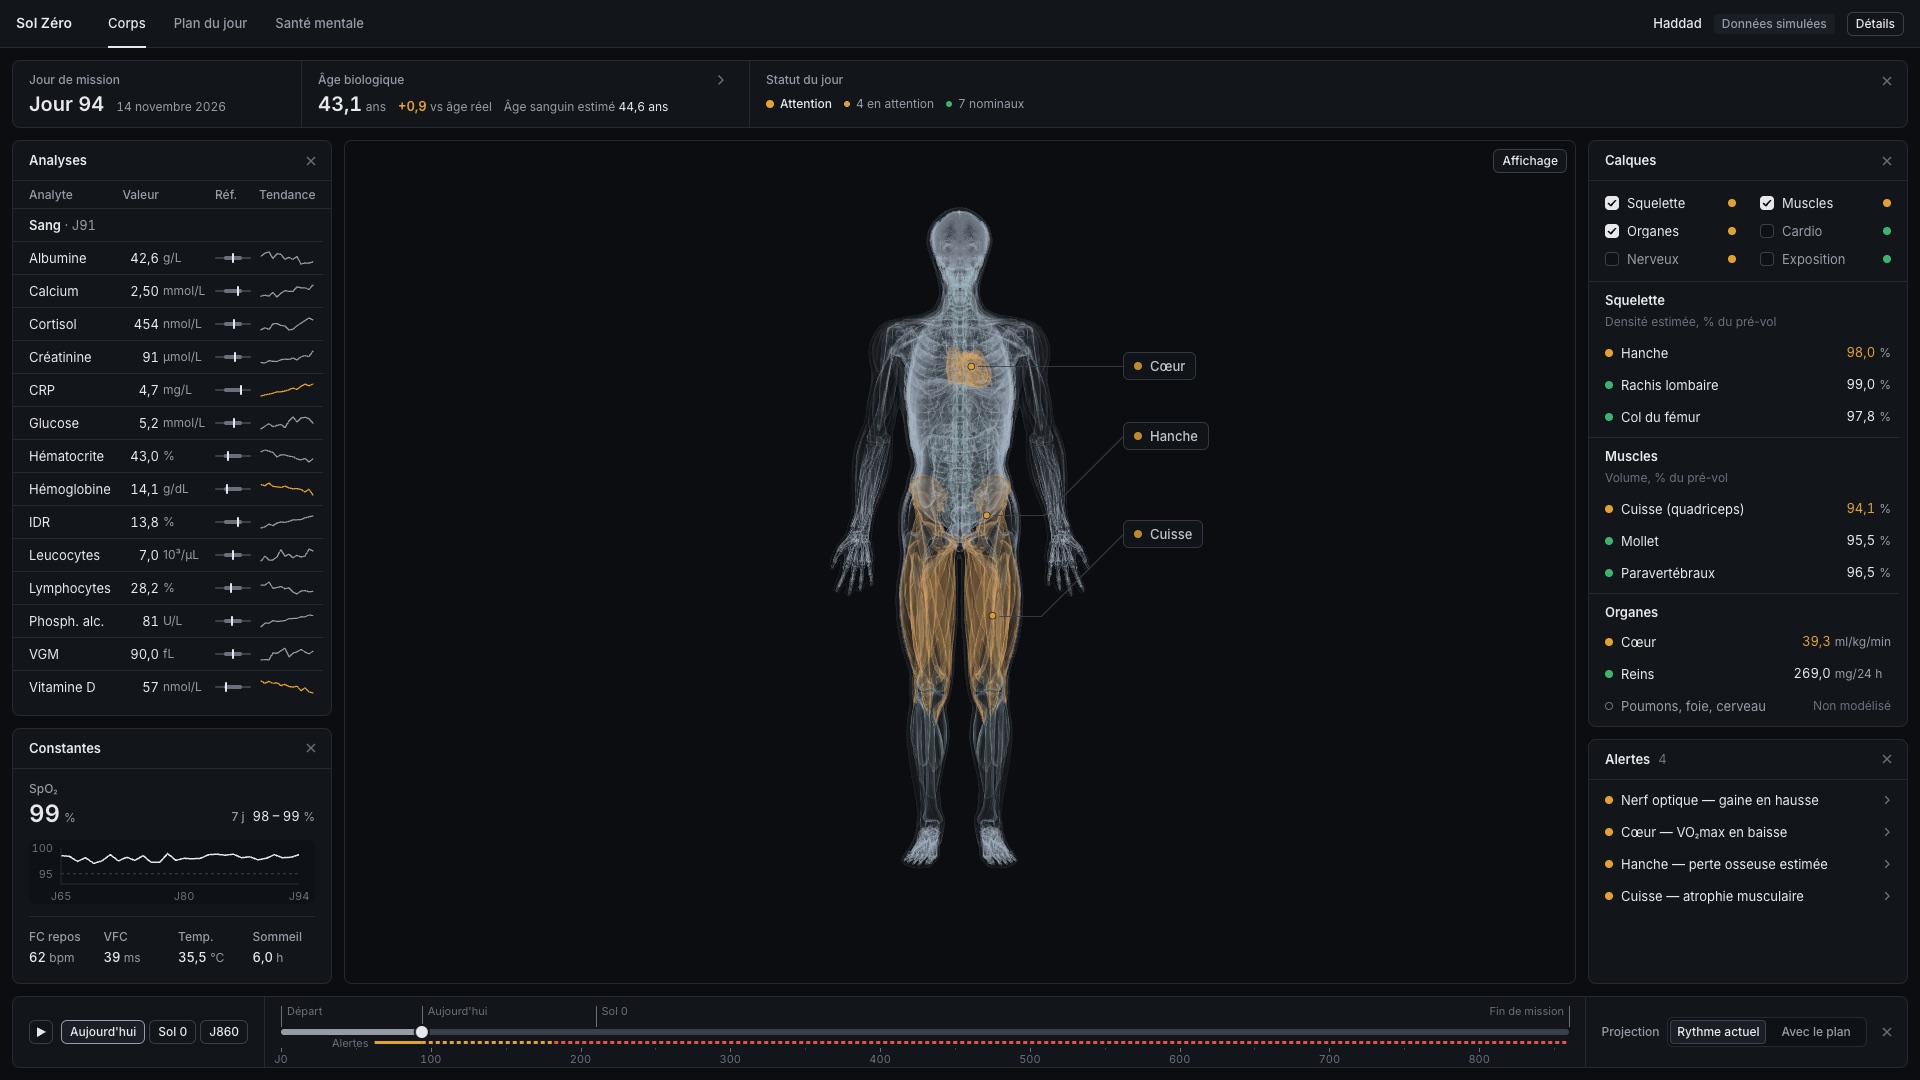 Sol Zéro Corps Plan du jour Santé mentale Haddad Données simulées Détails
Jour de mission
Jour 94 14 novembre 2026
Âge biologique
43,1 ans +0,9 vs âge réel Âge sanguin estimé 44,6 ans
Statut du jour
Attention 4 en attention 7 nominaux
Analyses
Analyte Valeur Réf. Tendance
Sang · J91
Albumine 42,6 g/L
Calcium 2,50 mmol/L
Cortisol 454 nmol/L
Créatinine 91 µmol/L
CRP 4,7 mg/L
Glucose 5,2 mmol/L
Hématocrite 43,0 %
Hémoglobine 14,1 g/dL
IDR 13,8 %
Leucocytes 7,0 10³/µL
Lymphocytes 28,2 %
Phosph. alc. 81 U/L
VGM 90,0 fL
Vitamine D 57 nmol/L
Constantes
SpO₂
99 % 7 j 98 – 99 %
100
95
J65 J80 J94
FC repos VFC Temp. Sommeil
62 bpm 39 ms 35,5 °C 6,0 h
Affichage
Cœur
Hanche
Cuisse
Calques
Squelette Muscles
Organes Cardio
Nerveux Exposition
Squelette
Densité estimée, % du pré-vol
Hanche 98,0 %
Rachis lombaire 99,0 %
Col du fémur 97,8 %
Muscles
Volume, % du pré-vol
Cuisse (quadriceps) 94,1 %
Mollet 95,5 %
Paravertébraux 96,5 %
Organes
Cœur 39,3 ml/kg/min
Reins 269,0 mg/24 h
Poumons, foie, cerveau Non modélisé
Alertes 4
Nerf optique — gaine en hausse
Cœur — VO₂max en baisse
Hanche — perte osseuse estimée
Cuisse — atrophie musculaire
Aujourd'hui Sol 0 J860
Départ Aujourd'hui Sol 0 Fin de mission
Alertes
J0 100 200 300 400 500 600 700 800
Projection Rythme actuel Avec le plan